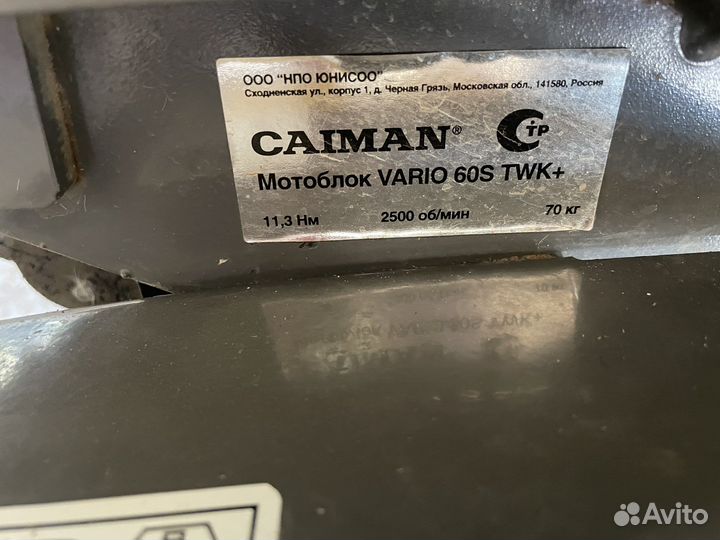 ООО "НПО ЮНИСОО"
Сходненская ул., корпус 1, д. Черная Грязь, Московская обл., 141580, Россия
CAIMAN® СТР
Мотоблок VARIO 60S TWK+
11,3 Нм 2500 об/мин 70 кг
Avito